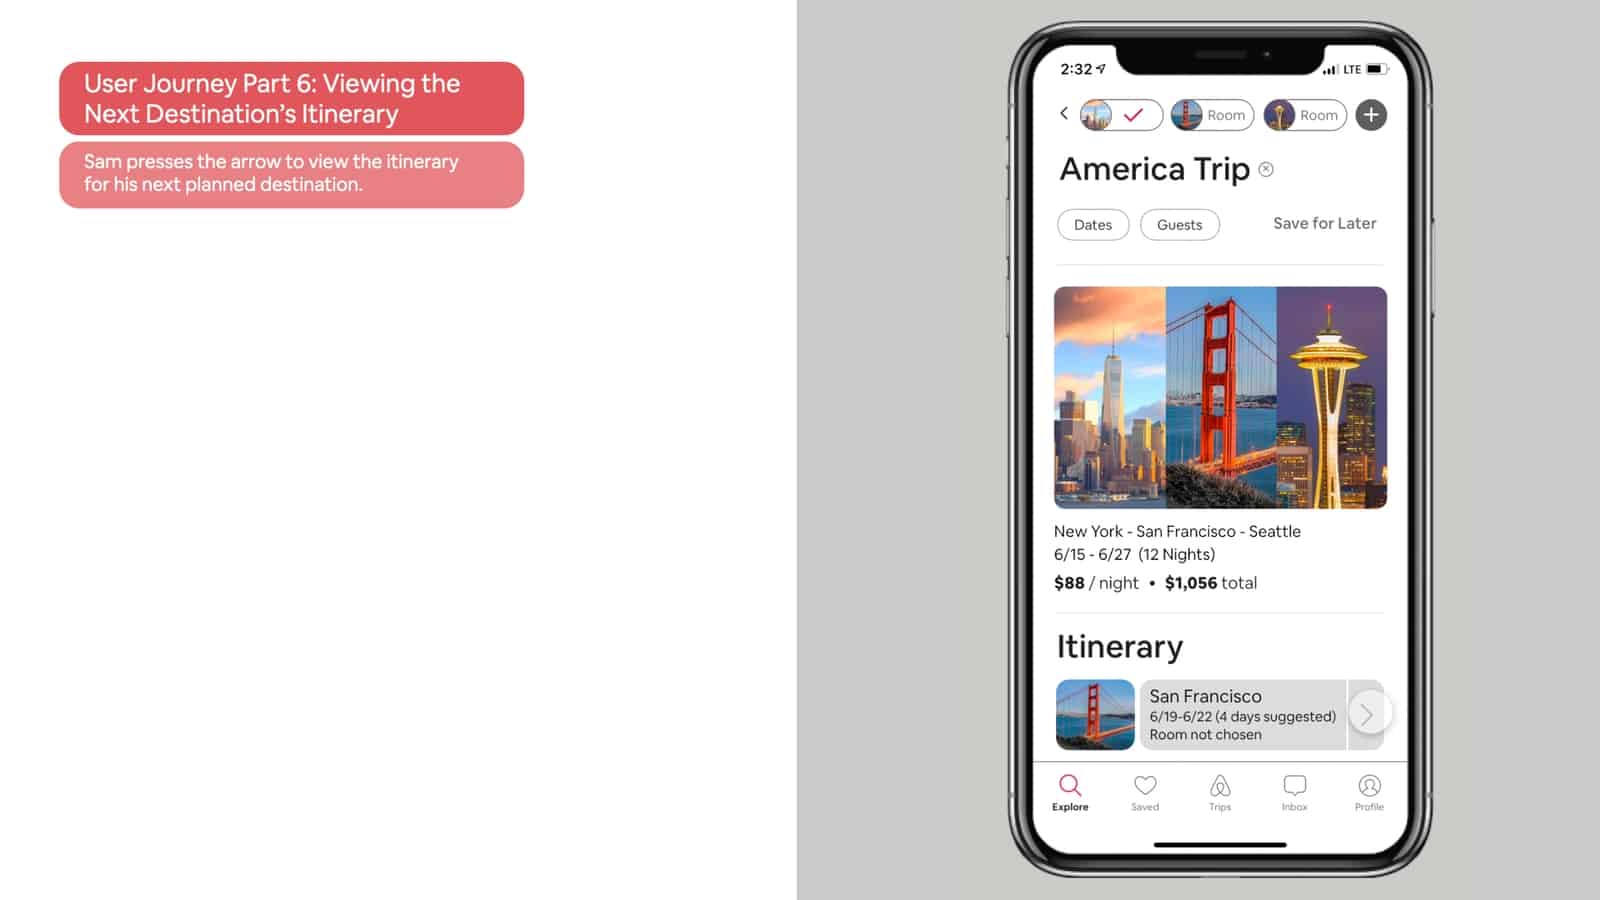 User Journey Part 6: Viewing the
Next Destination’s Itinerary
Sam presses the arrow to view the itinerary
for his next planned destination.
2:32 LTE
Room Room
America Trip
Dates Guests Save for Later
New York - San Francisco - Seattle
6/15 - 6/27 (12 Nights)
$88 / night • $1,056 total
Itinerary
San Francisco
6/19-6/22 (4 days suggested)
Room not chosen
Explore Saved Trips Inbox Profile